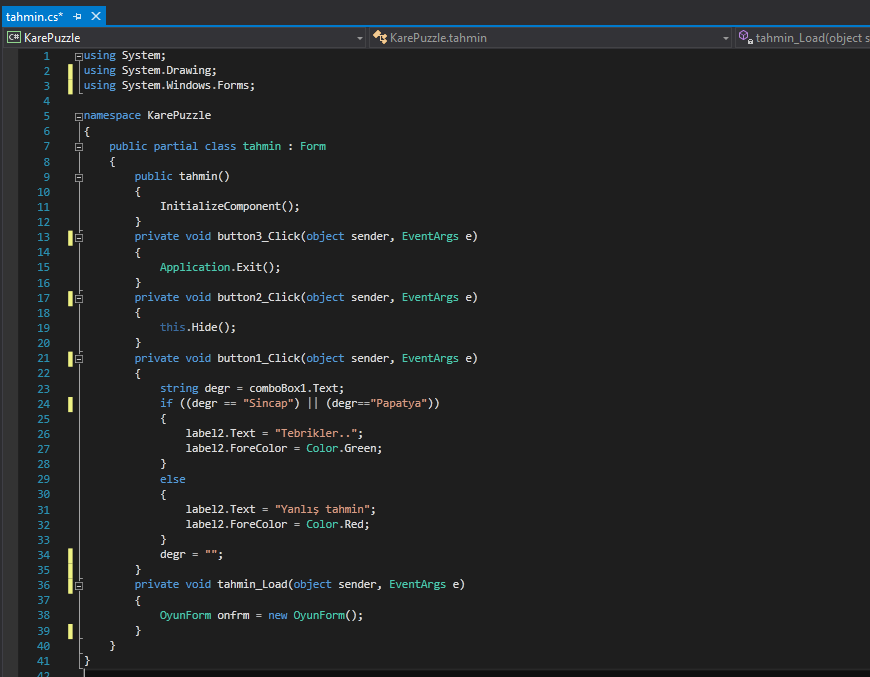 tahmin.cs*
C# KarePuzzle KarePuzzle.tahmin tahmin_Load(object s
1 using System;
2 using System.Drawing;
3 using System.Windows.Forms;
4
5 namespace KarePuzzle
6 {
7 public partial class tahmin : Form
8 {
9 public tahmin()
10 {
11 InitializeComponent();
12 }
13 private void button3_Click(object sender, EventArgs e)
14 {
15 Application.Exit();
16 }
17 private void button2_Click(object sender, EventArgs e)
18 {
19 this.Hide();
20 }
21 private void button1_Click(object sender, EventArgs e)
22 {
23 string degr = comboBox1.Text;
24 if ((degr == "Sincap") || (degr=="Papatya"))
25 {
26 label2.Text = "Tebrikler..";
27 label2.ForeColor = Color.Green;
28 }
29 else
30 {
31 label2.Text = "Yanlış tahmin";
32 label2.ForeColor = Color.Red;
33 }
34 degr = "";
35 }
36 private void tahmin_Load(object sender, EventArgs e)
37 {
38 OyunForm onfrm = new OyunForm();
39 }
40 }
41 }
42